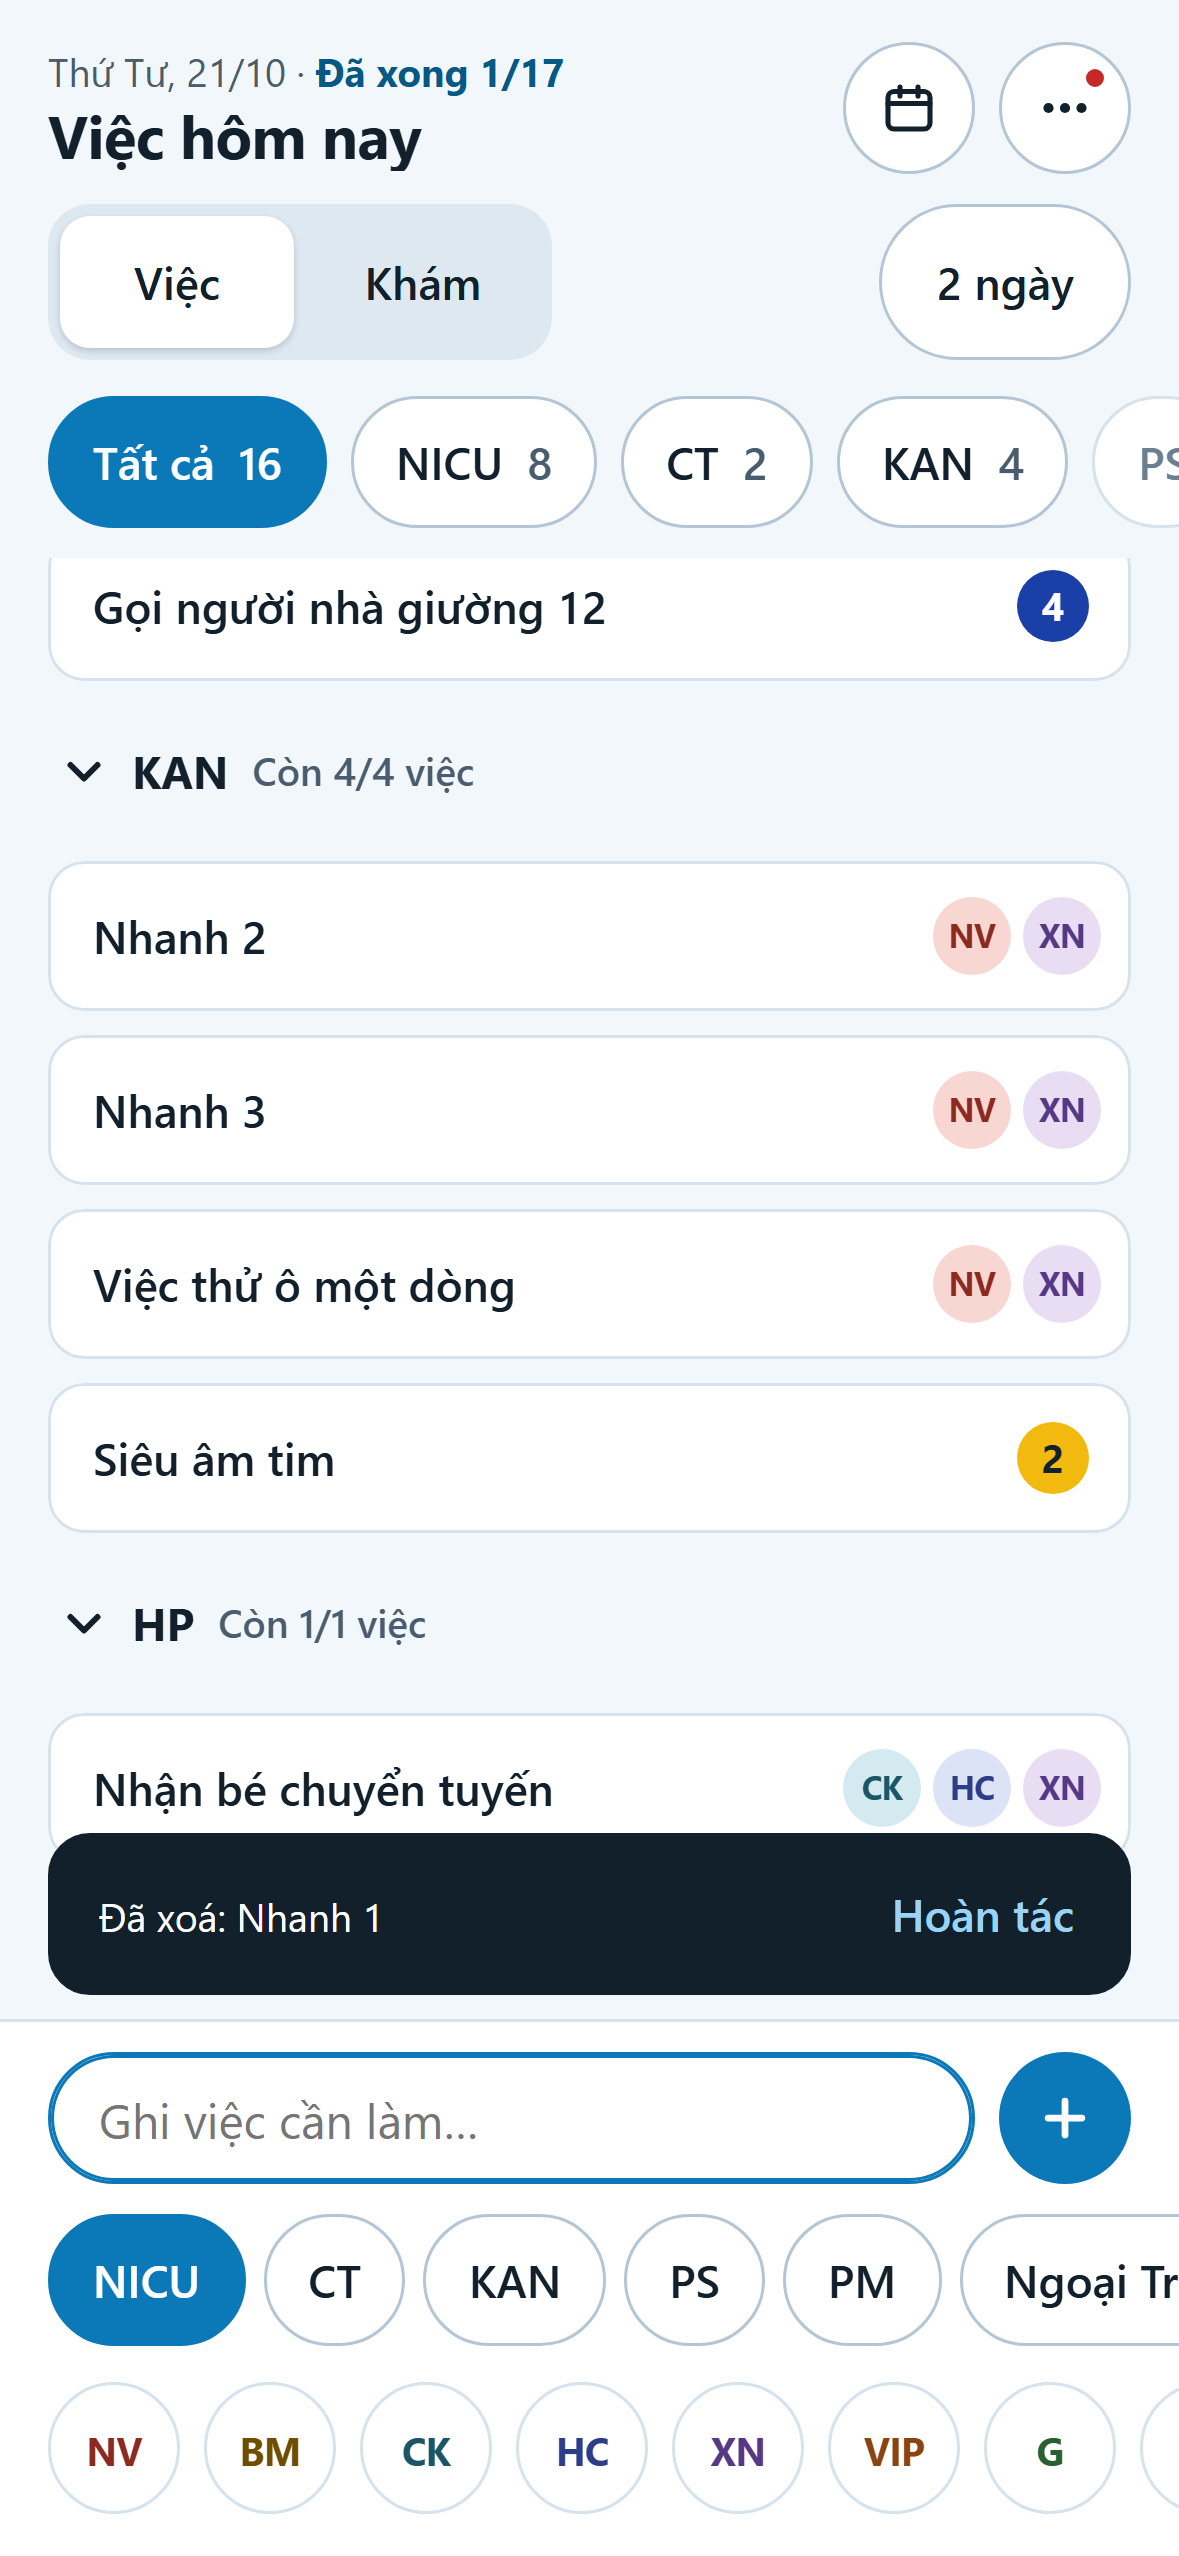 Thứ Tư, 21/10 · Đã xong 1/17
Việc hôm nay
Việc
Khám
2 ngày
Tất cả 16
NICU 8
CT 2
KAN 4
PS
Gọi người nhà giường 12
4
KAN Còn 4/4 việc
Nhanh 2
NV XN
Nhanh 3
NV XN
Việc thử ô một dòng
NV XN
Siêu âm tim
2
HP Còn 1/1 việc
Nhận bé chuyển tuyến
CK HC XN
Đã xoá: Nhanh 1
Hoàn tác
Ghi việc cần làm...
NICU
CT
KAN
PS
PM
Ngoại Tr
NV
BM
CK
HC
XN
VIP
G